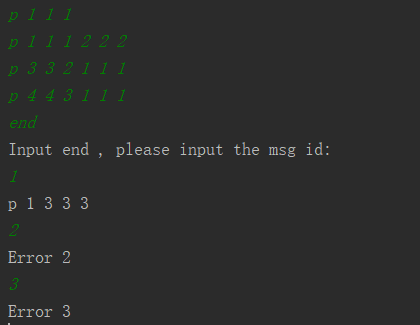 p 1 1 1
p 1 1 1 2 2 2
p 3 3 2 1 1 1
p 4 4 3 1 1 1
end
Input end , please input the msg id:
1
p 1 3 3 3
2
Error 2
3
Error 3